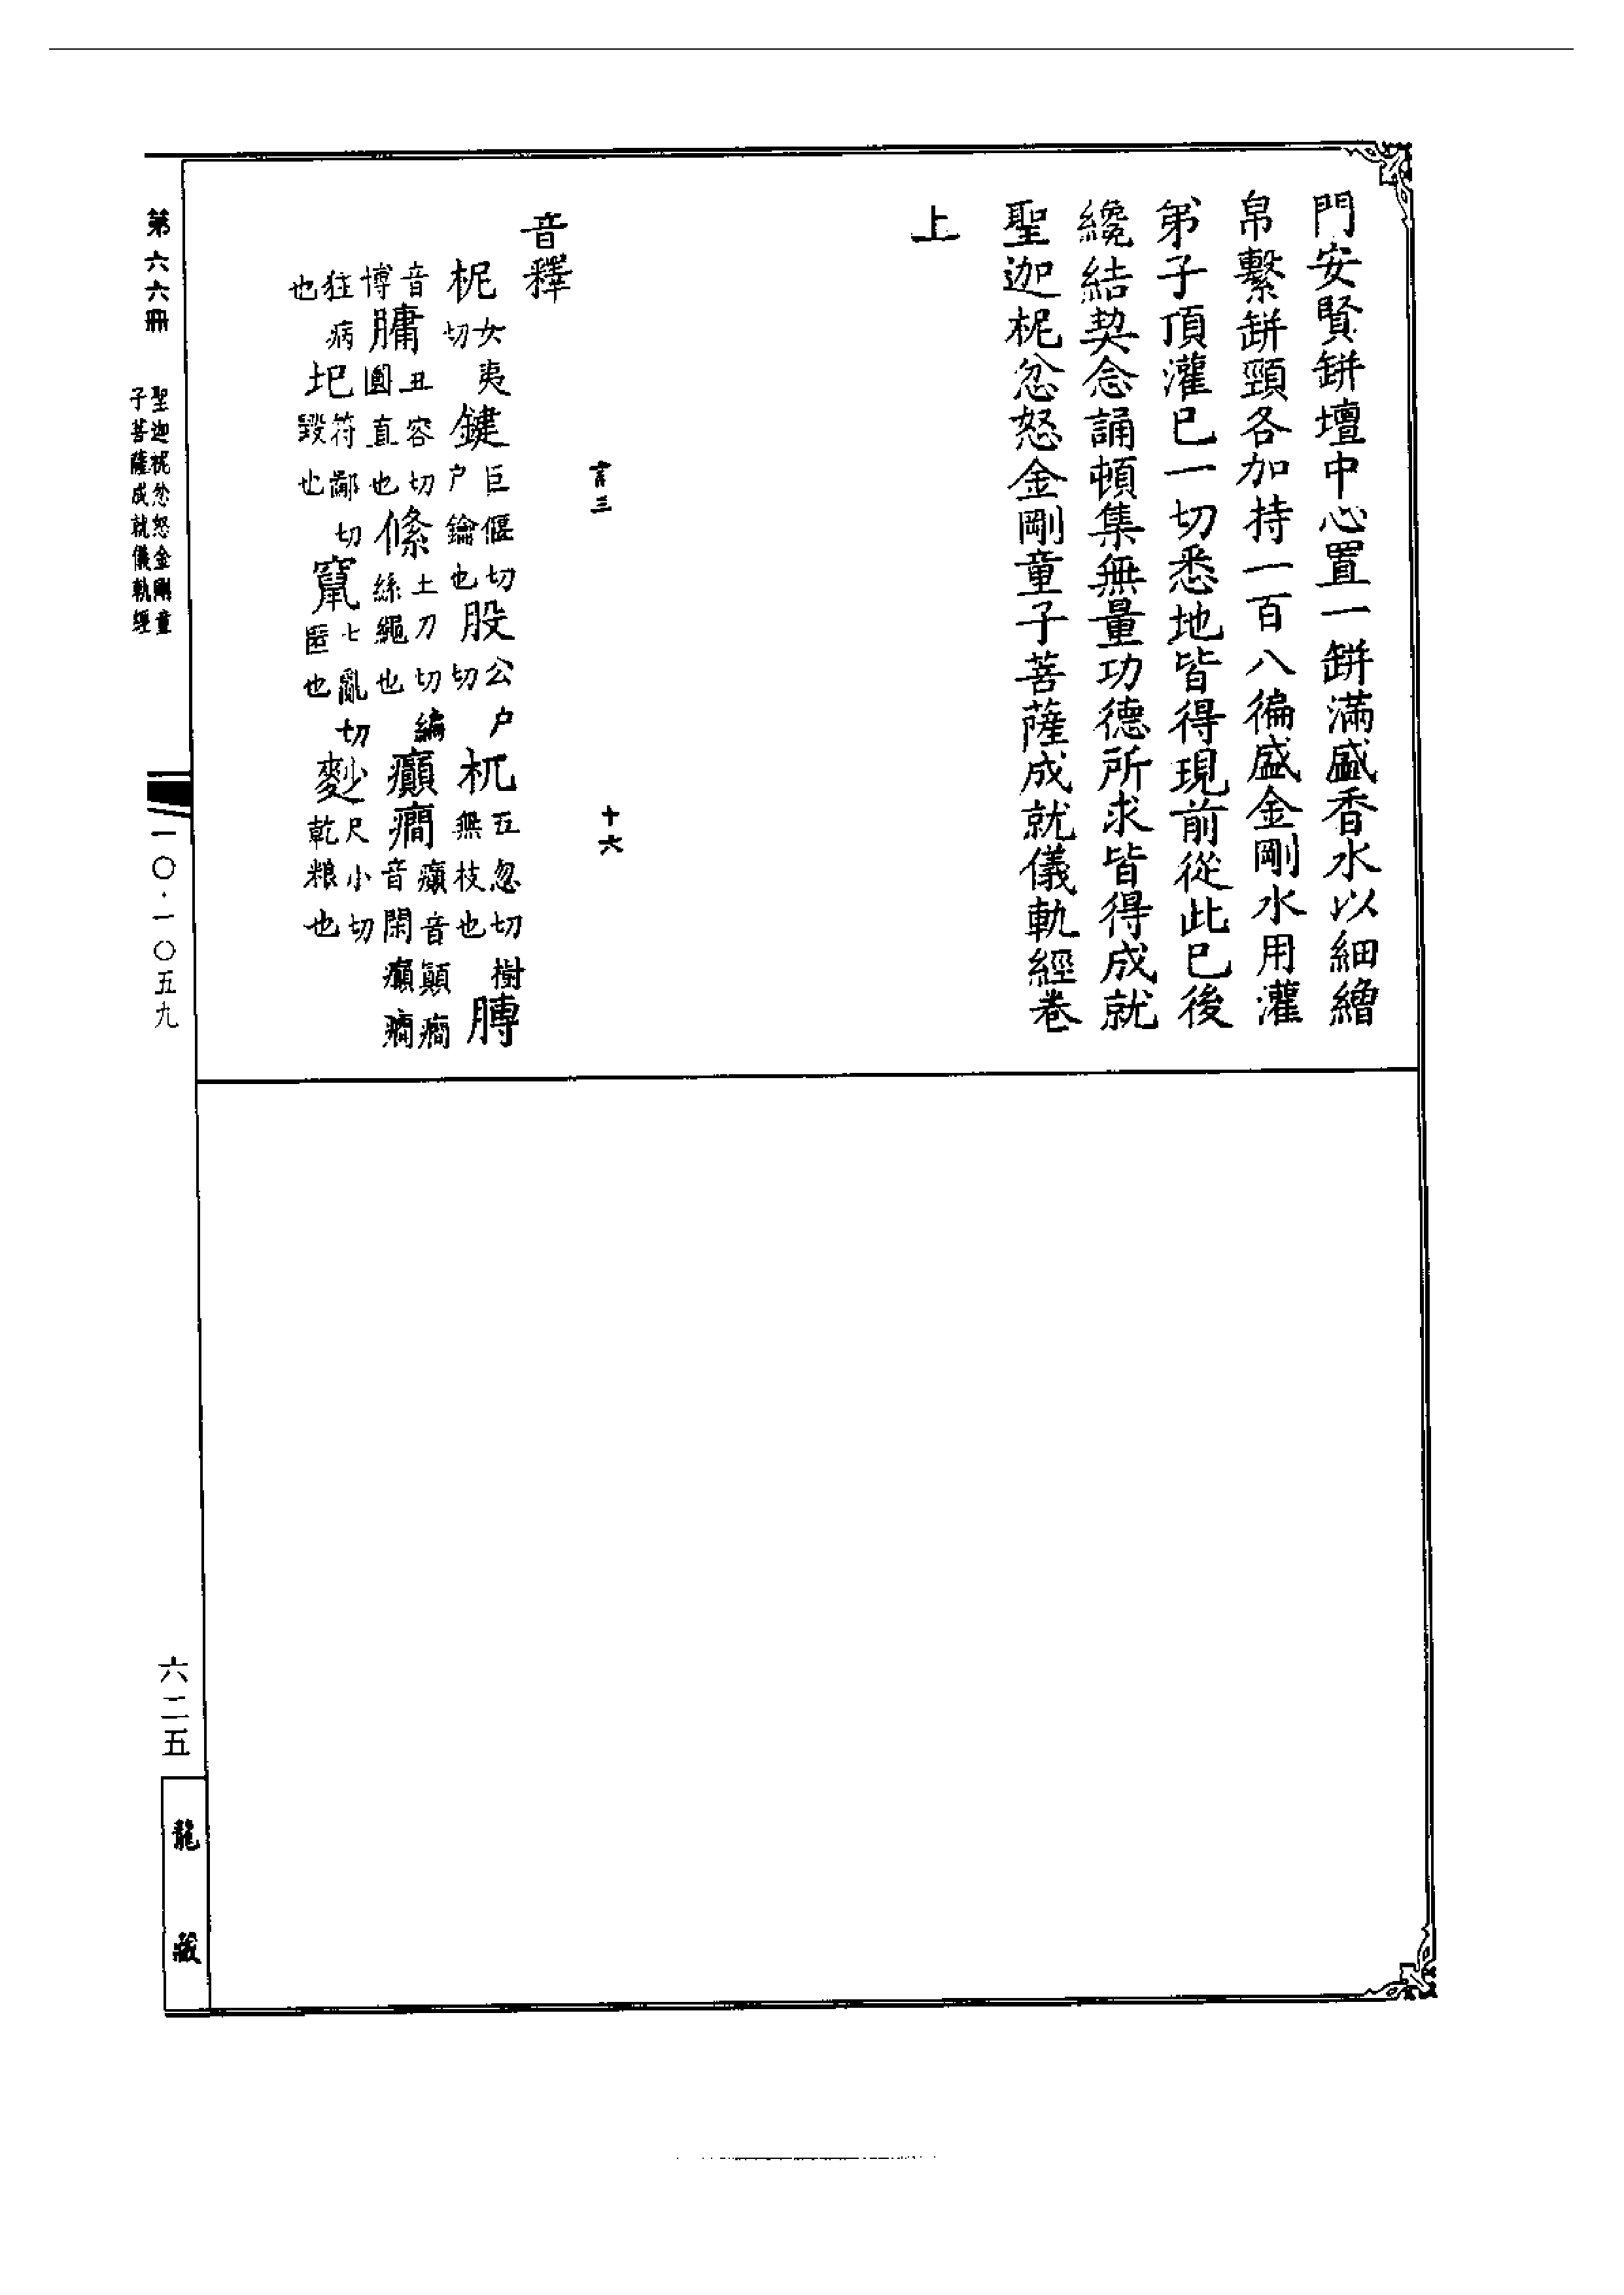 門安賢缾壇中心置一缾滿盛香水以細繒
帛繫缾頸各加持一百八徧盛金剛水用灌
弟子頂灌已一切悉地皆得現前從此已後
纔結契念誦頓集無量功德所求皆得成就
聖迦柅忿怒金剛童子菩薩成就儀軌經卷
上
言三 十六
音釋
柅女夷切 鍵巨偃切戶鑰也 股公戶切 杌五忽切樹無枝也 膊
音博 𦟛丑容切圓直也 絛土刀切編絲繩也 癲癇癲音顛癇音閑癲癇
狂病也 圯符鄙切毀也 竄七亂切匿也 麨尺小切乾粮也
第六六冊
聖迦柅忿怒金剛童
子菩薩成就儀軌經
一〇·一〇五九
六二五
龍藏